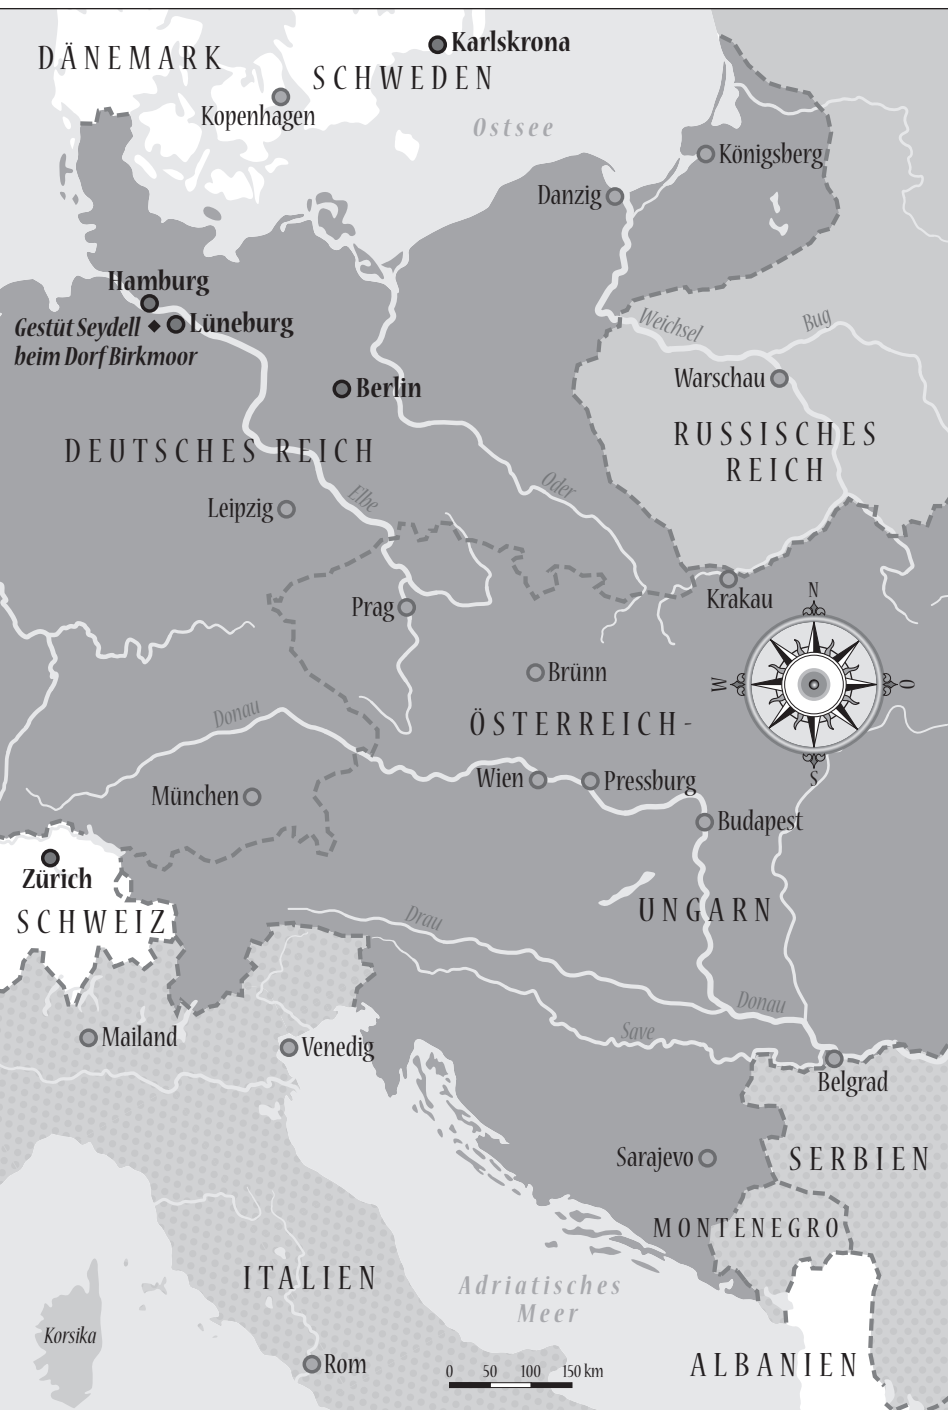 DÄNEMARK
Karlskrona
SCHWEDEN
Kopenhagen
Ostsee
Königsberg
Danzig
Hamburg
Gestüt Seydell
Lüneburg
beim Dorf Birkmoor
Weichsel
Bug
Warschau
Berlin
RUSSISCHES
REICH
DEUTSCHES REICH
Elbe
Oder
Leipzig
Prag
Krakau
N
W
O
S
Brünn
Donau
ÖSTERREICH-
Wien
Pressburg
München
Budapest
Zürich
SCHWEIZ
UNGARN
Drau
Donau
Save
Mailand
Venedig
Belgrad
Sarajevo
SERBIEN
MONTENEGRO
ITALIEN
Adriatisches
Meer
Korsika
Rom
ALBANIEN
0 50 100 150 km